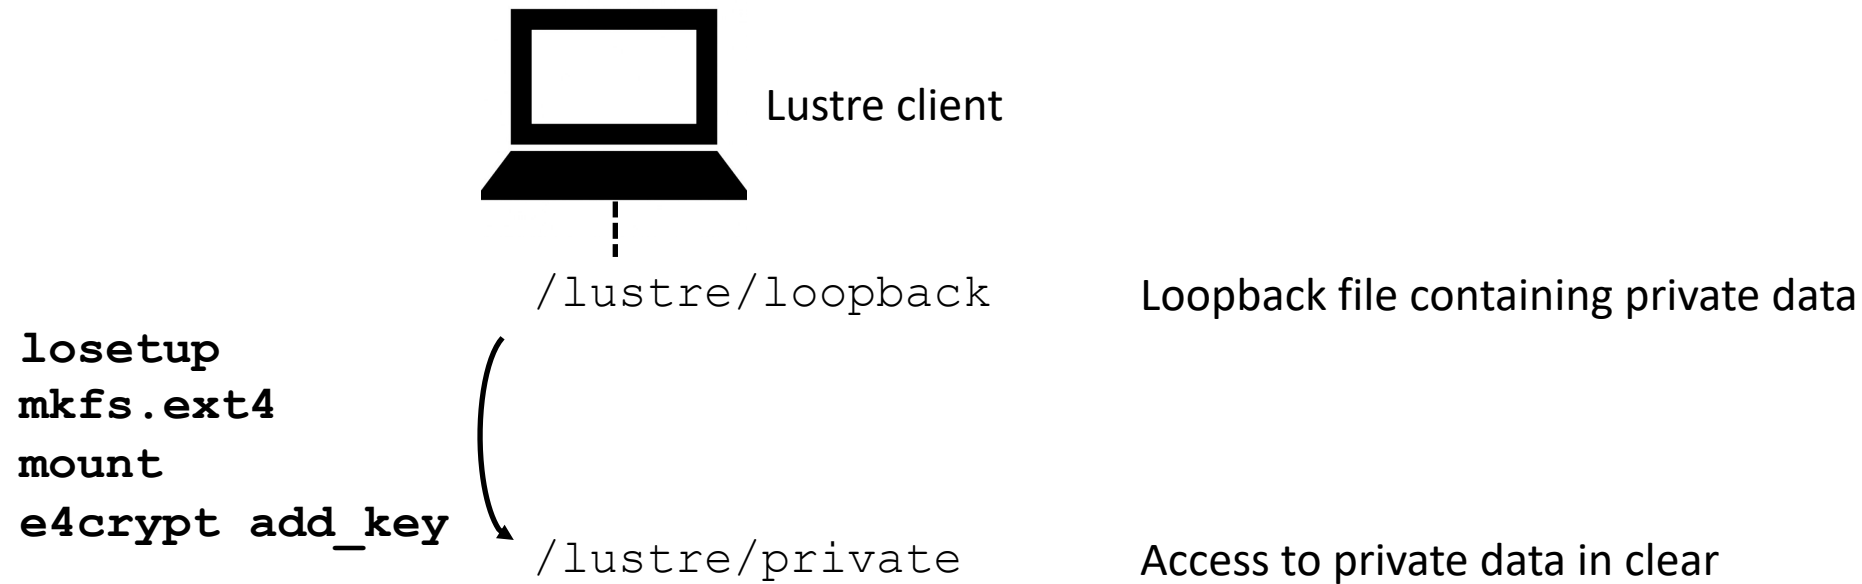 Lustre client
/lustre/loopback
Loopback file containing private data
losetup
mkfs.ext4
mount
e4crypt add_key
/lustre/private
Access to private data in clear